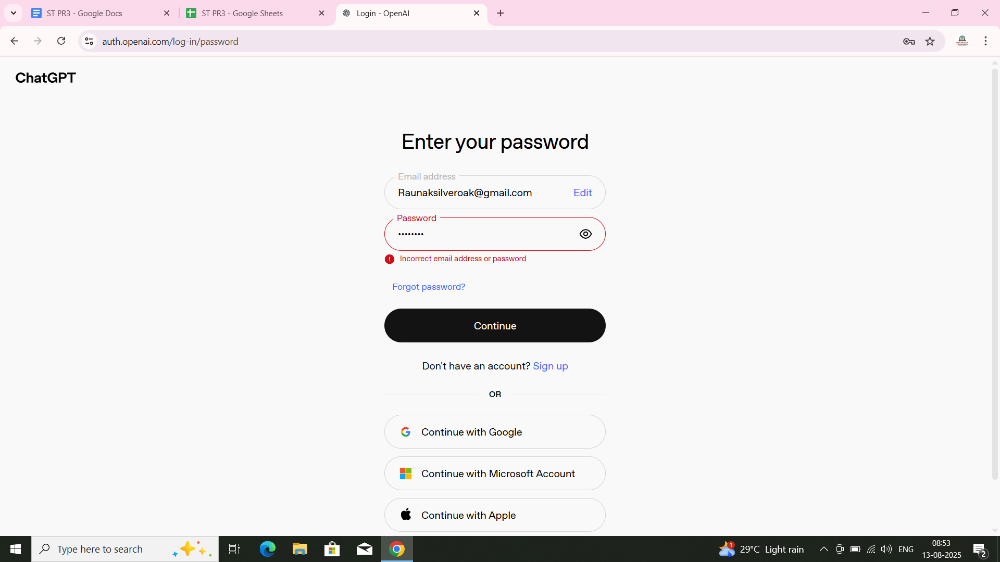 ST PR3 - Google Docs
ST PR3 - Google Sheets
Login - OpenAI
auth.openai.com/log-in/password
ChatGPT
Enter your password
Email address
Raunaksilveroak@gmail.com
Edit
Password
••••••••
Incorrect email address or password
Forgot password?
Continue
Don't have an account? Sign up
OR
Continue with Google
Continue with Microsoft Account
Continue with Apple
Type here to search
1
29°C Light rain
ENG
08:53
13-08-2025
2